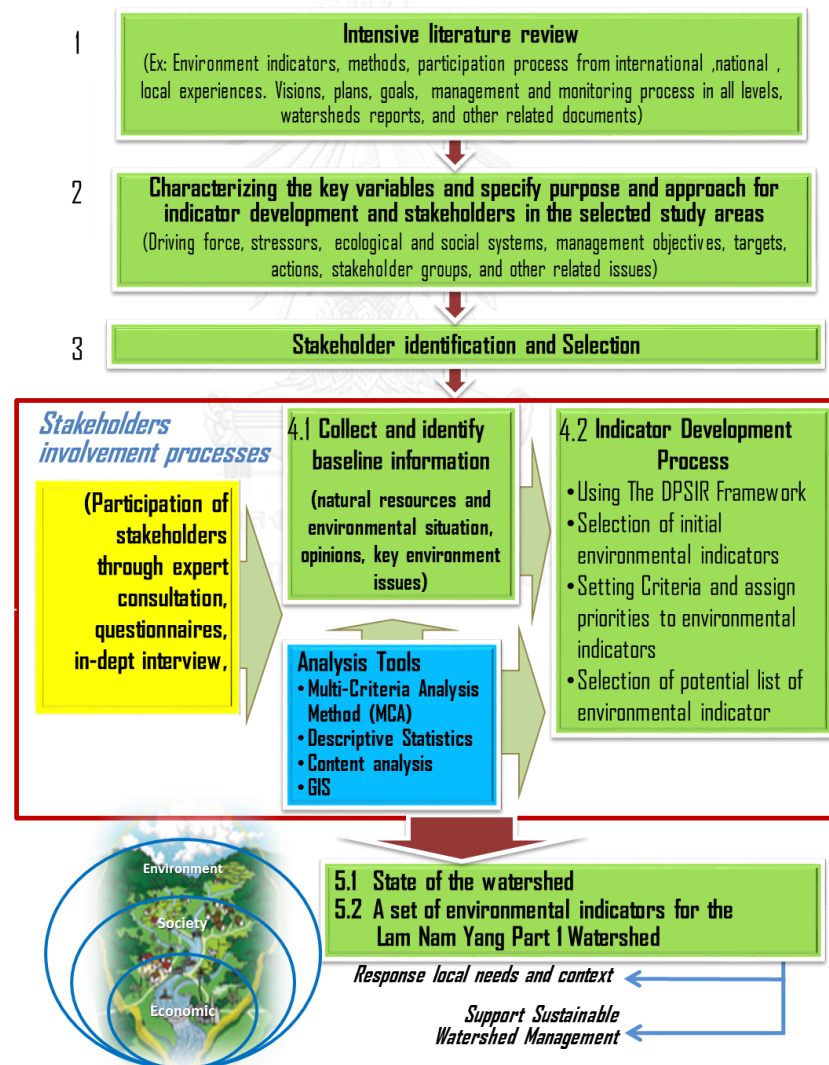 1
Intensive literature review
(Ex: Environment indicators, methods, participation process from international ,national ,
local experiences. Visions, plans, goals, management and monitoring process in all levels,
watersheds reports, and other related documents)
2
Characterizing the key variables and specify purpose and approach for
indicator development and stakeholders in the selected study areas
(Driving force, stressors, ecological and social systems, management objectives, targets,
actions, stakeholder groups, and other related issues)
3
Stakeholder identification and Selection
Stakeholders
involvement processes
(Participation of
stakeholders
through expert
consultation,
questionnaires,
in-dept interview,
4.1 Collect and identify
baseline information
(natural resources and
environmental situation,
opinions, key environment
issues)
Analysis Tools
• Multi-Criteria Analysis
Method (MCA)
• Descriptive Statistics
• Content analysis
• GIS
4.2 Indicator Development
Process
• Using The DPSIR Framework
• Selection of initial
environmental indicators
• Setting Criteria and assign
priorities to environmental
indicators
• Selection of potential list of
environmental indicator
Environment
Society
Economic
5.1 State of the watershed
5.2 A set of environmental indicators for the
Lam Nam Yang Part 1 Watershed
Response local needs and context
Support Sustainable
Watershed Management